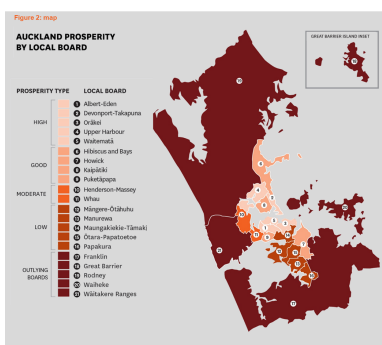 Figure 2: map
AUCKLAND PROSPERITY
BY LOCAL BOARD
GREAT BARRIER ISLAND INSET
PROSPERITY TYPE LOCAL BOARD
HIGH
1 Albert-Eden
2 Devonport-Takapuna
3 Ōrākei
4 Upper Harbour
5 Waitematā
GOOD
6 Hibiscus and Bays
7 Howick
8 Kaipātiki
9 Puketāpapa
MODERATE
10 Henderson-Massey
11 Whau
LOW
12 Māngere-Ōtāhuhu
13 Manurewa
14 Maungakiekie-Tāmaki
15 Ōtara-Papatoetoe
16 Papakura
OUTLYING
BOARDS
17 Franklin
18 Great Barrier
19 Rodney
20 Waiheke
21 Waitakere Ranges